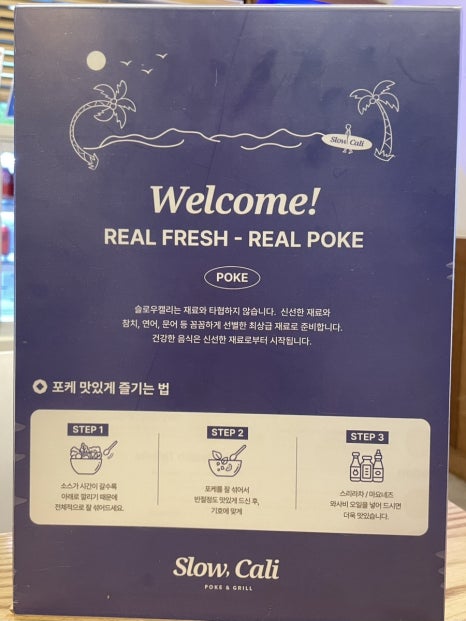 Slow, Cali
Welcome!
REAL FRESH - REAL POKE
POKE
슬로우캘리는 재료와 타협하지 않습니다. 신선한 재료와
참치, 연어, 문어 등 꼼꼼하게 선별한 최상급 재료로 준비합니다.
건강한 음식은 신선한 재료로부터 시작됩니다.
포케 맛있게 즐기는 법
STEP 1
소스가 시간이 갈수록
아래로 깔리기 때문에
전체적으로 잘 섞어드세요.
STEP 2
포케를 잘 섞어서
반절정도 맛있게 드신 후,
기호에 맞게
STEP 3
스리라차 / 마요네즈
와사비 오일을 넣어 드시면
더욱 맛있습니다.
Slow, Cali
POKE & GRILL